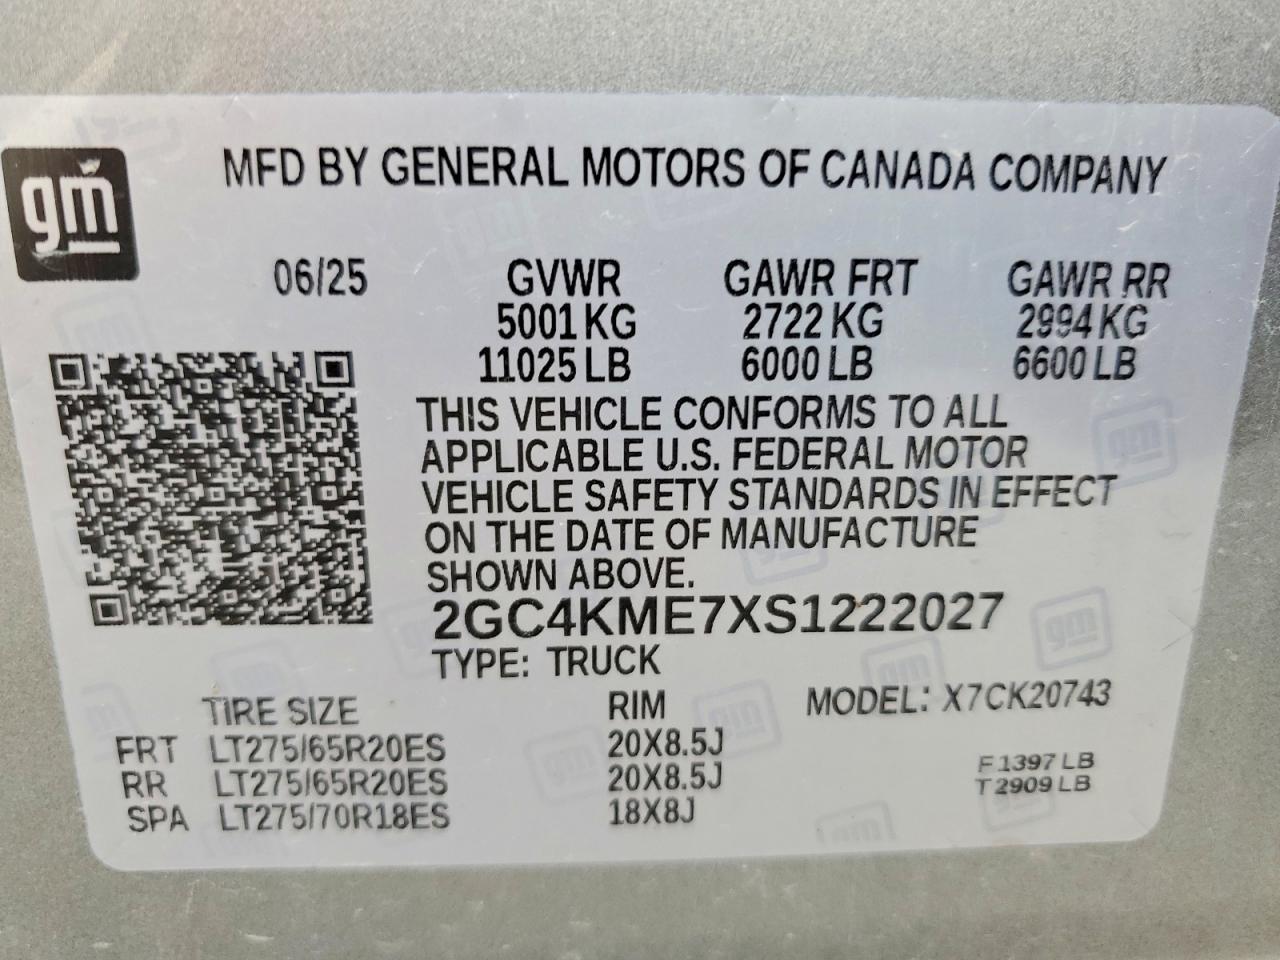 gm
MFD BY GENERAL MOTORS OF CANADA COMPANY
06/25 GVWR GAWR FRT GAWR RR
5001 KG 2722 KG 2994 KG
11025 LB 6000 LB 6600 LB
THIS VEHICLE CONFORMS TO ALL
APPLICABLE U.S. FEDERAL MOTOR
VEHICLE SAFETY STANDARDS IN EFFECT
ON THE DATE OF MANUFACTURE
SHOWN ABOVE.
2GC4KME7XS1222027
TYPE: TRUCK
TIRE SIZE RIM MODEL: X7CK20743
FRT LT275/65R20ES 20X8.5J F 1397 LB
RR LT275/65R20ES 20X8.5J T 2909 LB
SPA LT275/70R18ES 18X8J